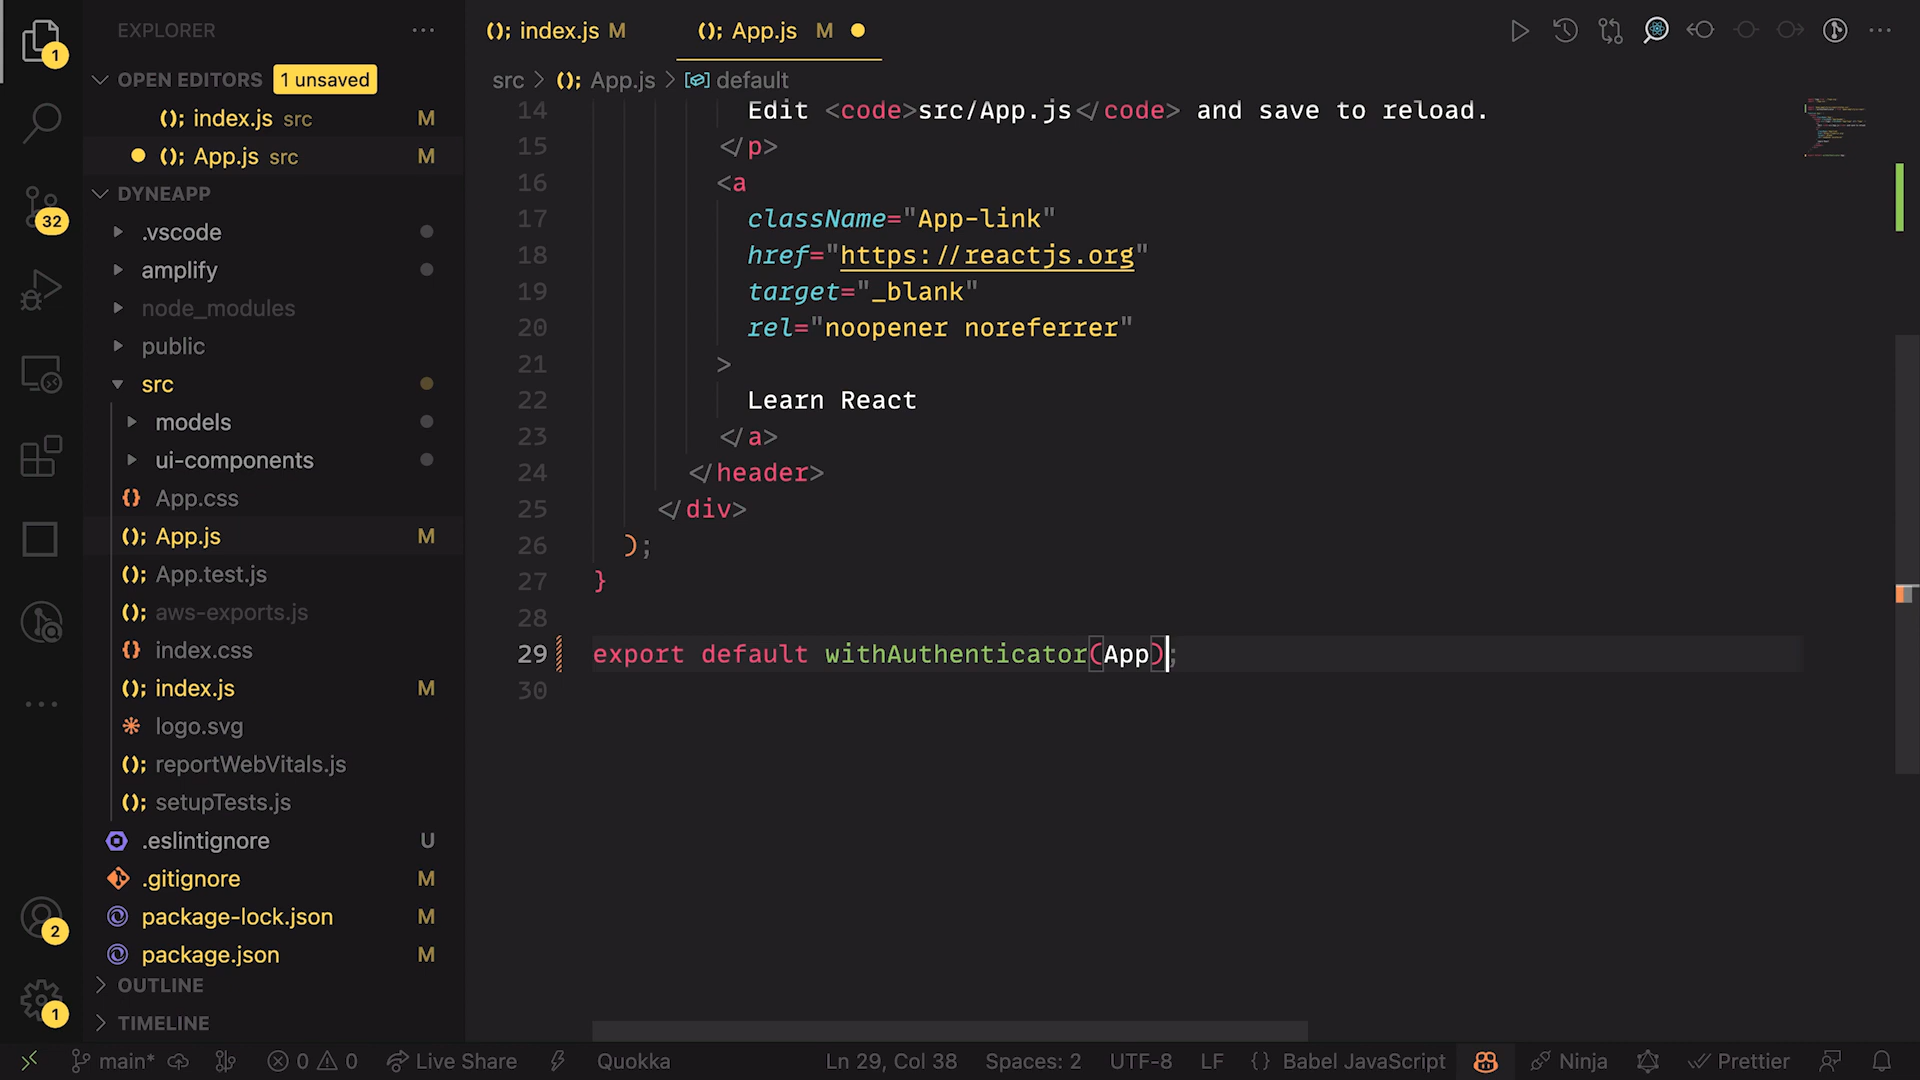 EXPLORER
OPEN EDITORS 1 unsaved
(); index.js src M
(); App.js src M
DYNEAPP
.vscode
amplify
node_modules
public
src
models
ui-components
{} App.css
(); App.js M
(); App.test.js
(); aws-exports.js
{} index.css
(); index.js M
logo.svg
(); reportWebVitals.js
(); setupTests.js
.eslintignore U
.gitignore M
package-lock.json M
package.json M
OUTLINE
TIMELINE
1
32
2
1
(); index.js M
(); App.js M
src > (); App.js > default
14 Edit <code>src/App.js</code> and save to reload.
15 </p>
16 <a
17 className="App-link"
18 href="https://reactjs.org"
19 target="_blank"
20 rel="noopener noreferrer"
21 >
22 Learn React
23 </a>
24 </header>
25 </div>
26 );
27 }
28
29 export default withAuthenticator(App);
30
main* 0 0 Live Share Quokka Ln 29, Col 38 Spaces: 2 UTF-8 LF {} Babel JavaScript Ninja Prettier